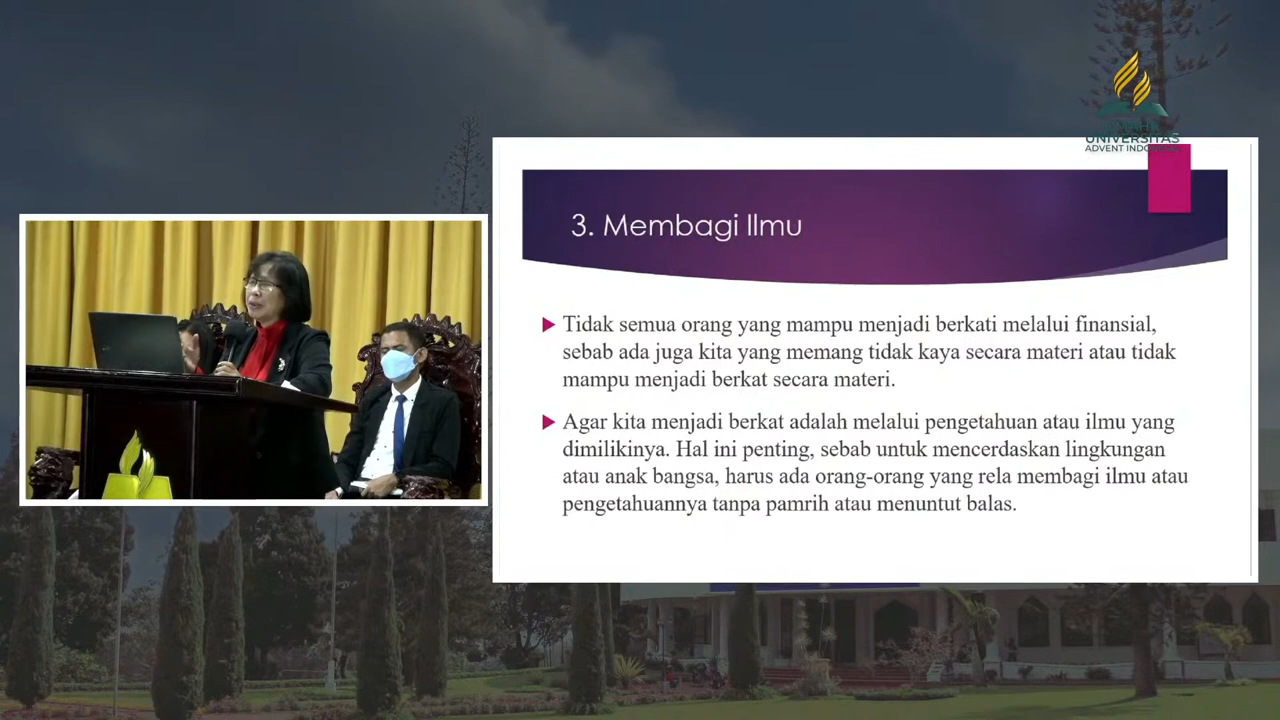 UNIVERSITAS
ADVENT INDONESIA
3. Membagi Ilmu
Tidak semua orang yang mampu menjadi berkati melalui finansial,
sebab ada juga kita yang memang tidak kaya secara materi atau tidak
mampu menjadi berkat secara materi.
Agar kita menjadi berkat adalah melalui pengetahuan atau ilmu yang
dimilikinya. Hal ini penting, sebab untuk mencerdaskan lingkungan
atau anak bangsa, harus ada orang-orang yang rela membagi ilmu atau
pengetahuannya tanpa pamrih atau menuntut balas.